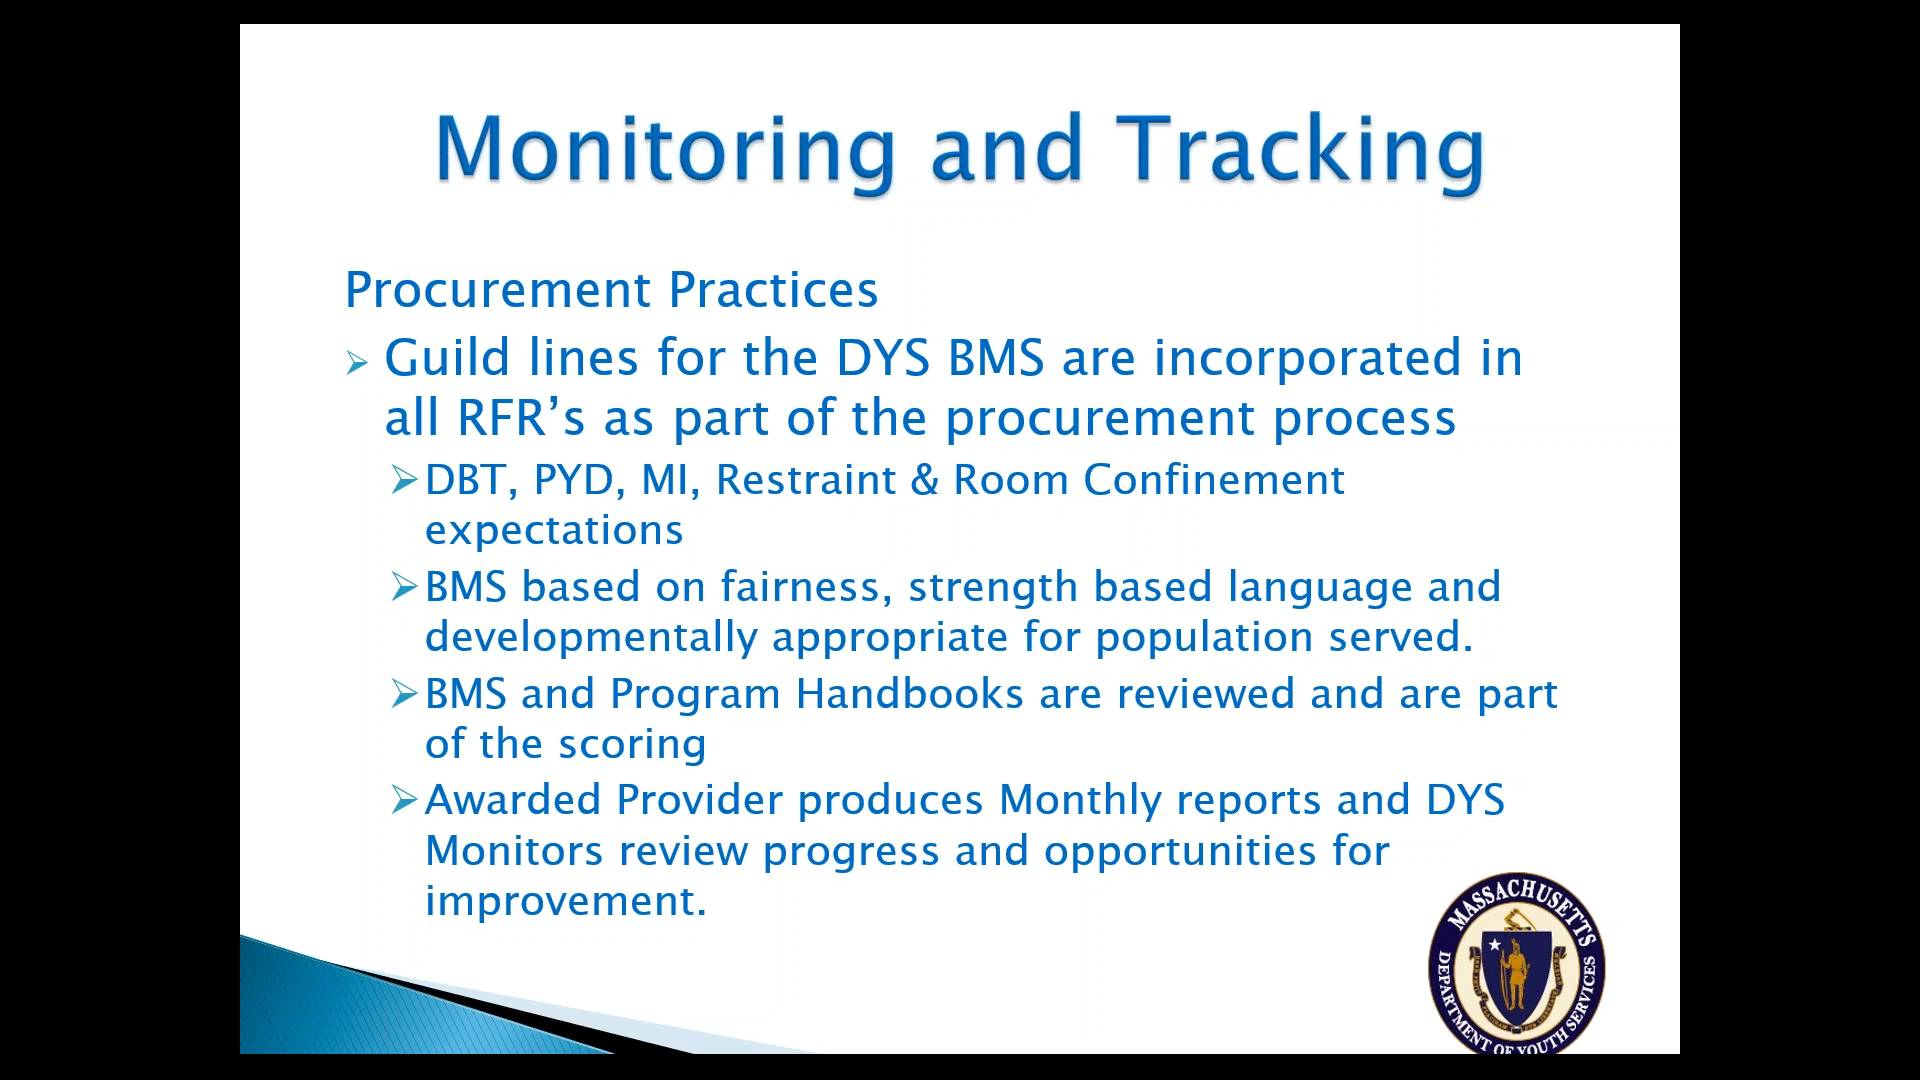 Monitoring and Tracking
Procurement Practices
Guild lines for the DYS BMS are incorporated in
all RFR’s as part of the procurement process
DBT, PYD, MI, Restraint & Room Confinement
expectations
BMS based on fairness, strength based language and
developmentally appropriate for population served.
BMS and Program Handbooks are reviewed and are part
of the scoring
Awarded Provider produces Monthly reports and DYS
Monitors review progress and opportunities for
improvement.
MASSACHUSETTS
DEPARTMENT OF YOUTH SERVICES